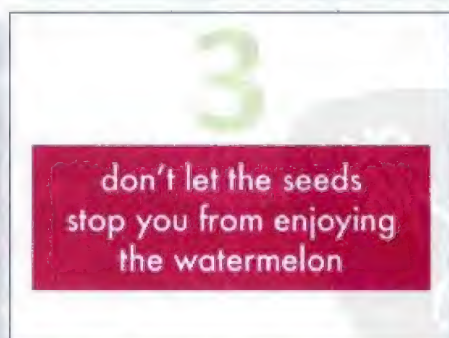 3
don't let the seeds
stop you from enjoying
the watermelon